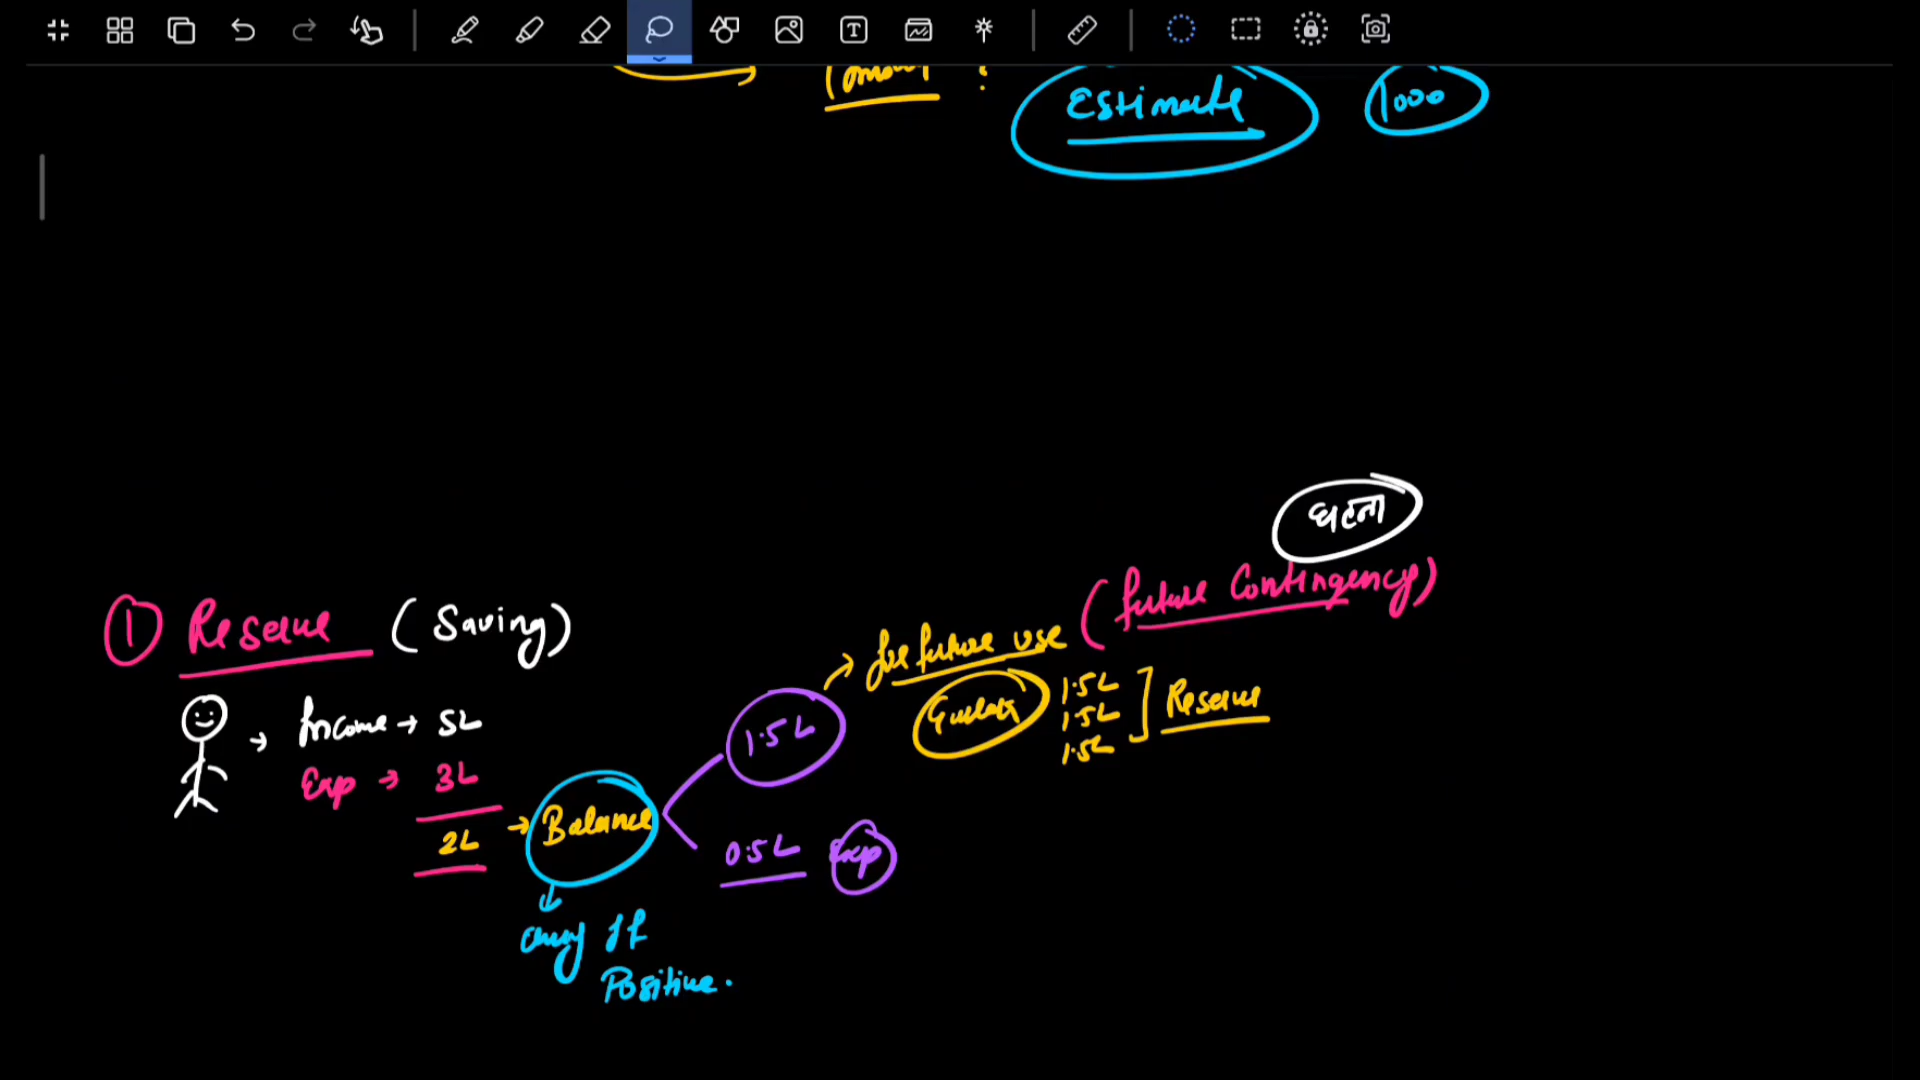 Estimate 1000
घटना
(future Contingency)
① Reserve (Saving)
for future use
1.5L
1.5L
1.5L
Reserve
Income → 5L
1.5L
Exp → 3L
2L → Balance
0.5L Exp
only If
Positive.